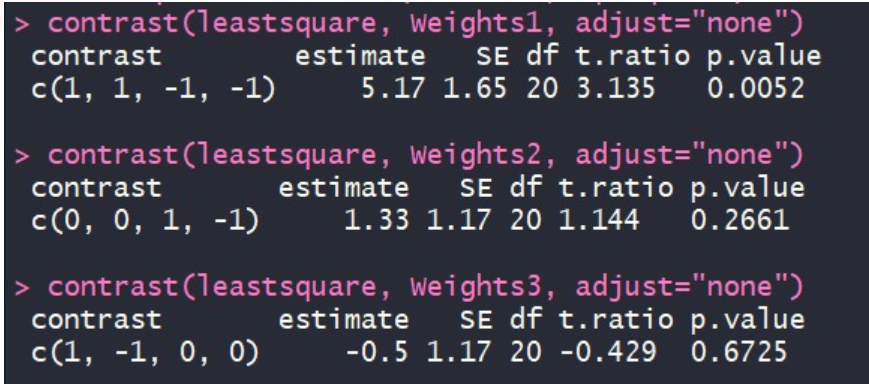 > contrast(leastsquare, Weights1, adjust="none")
contrast estimate SE df t.ratio p.value
c(1, 1, -1, -1) 5.17 1.65 20 3.135 0.0052
> contrast(leastsquare, Weights2, adjust="none")
contrast estimate SE df t.ratio p.value
c(0, 0, 1, -1) 1.33 1.17 20 1.144 0.2661
> contrast(leastsquare, Weights3, adjust="none")
contrast estimate SE df t.ratio p.value
c(1, -1, 0, 0) -0.5 1.17 20 -0.429 0.6725